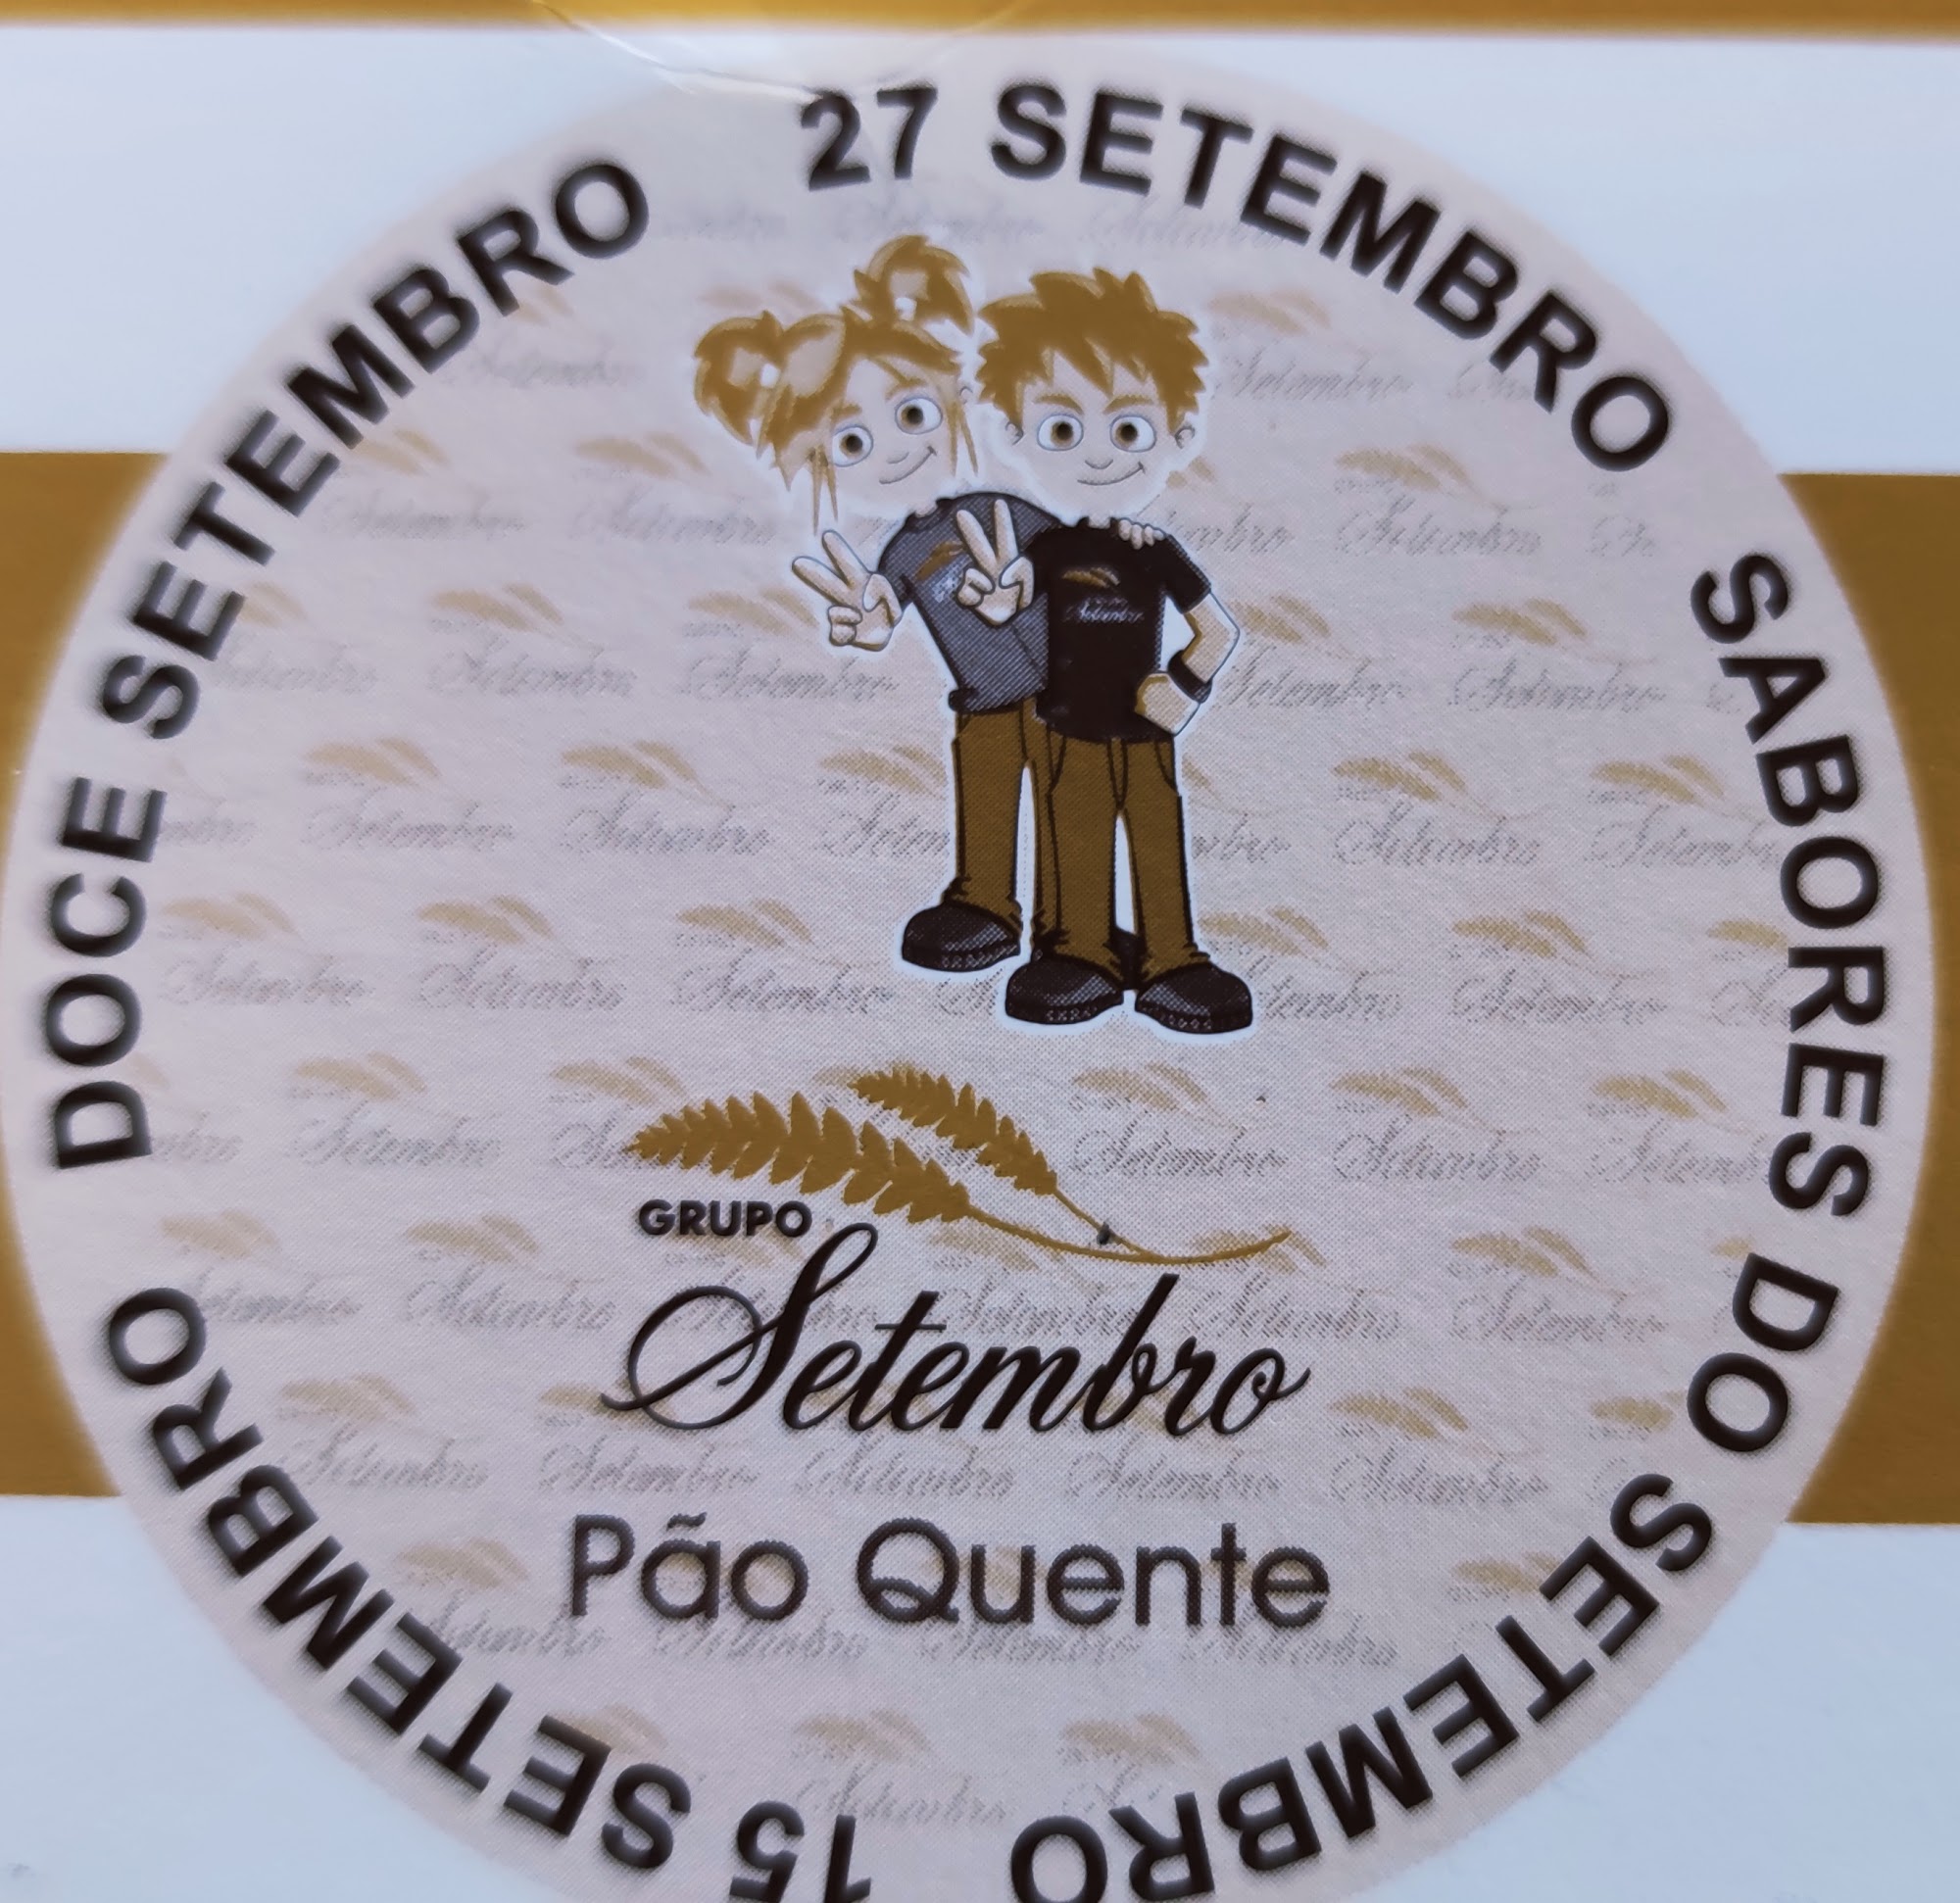 27 SETEMBRO
SABORES DO SETEMBRO
15 SETEMBRO
DOCE SETEMBRO
GRUPO
Setembro
Pão Quente